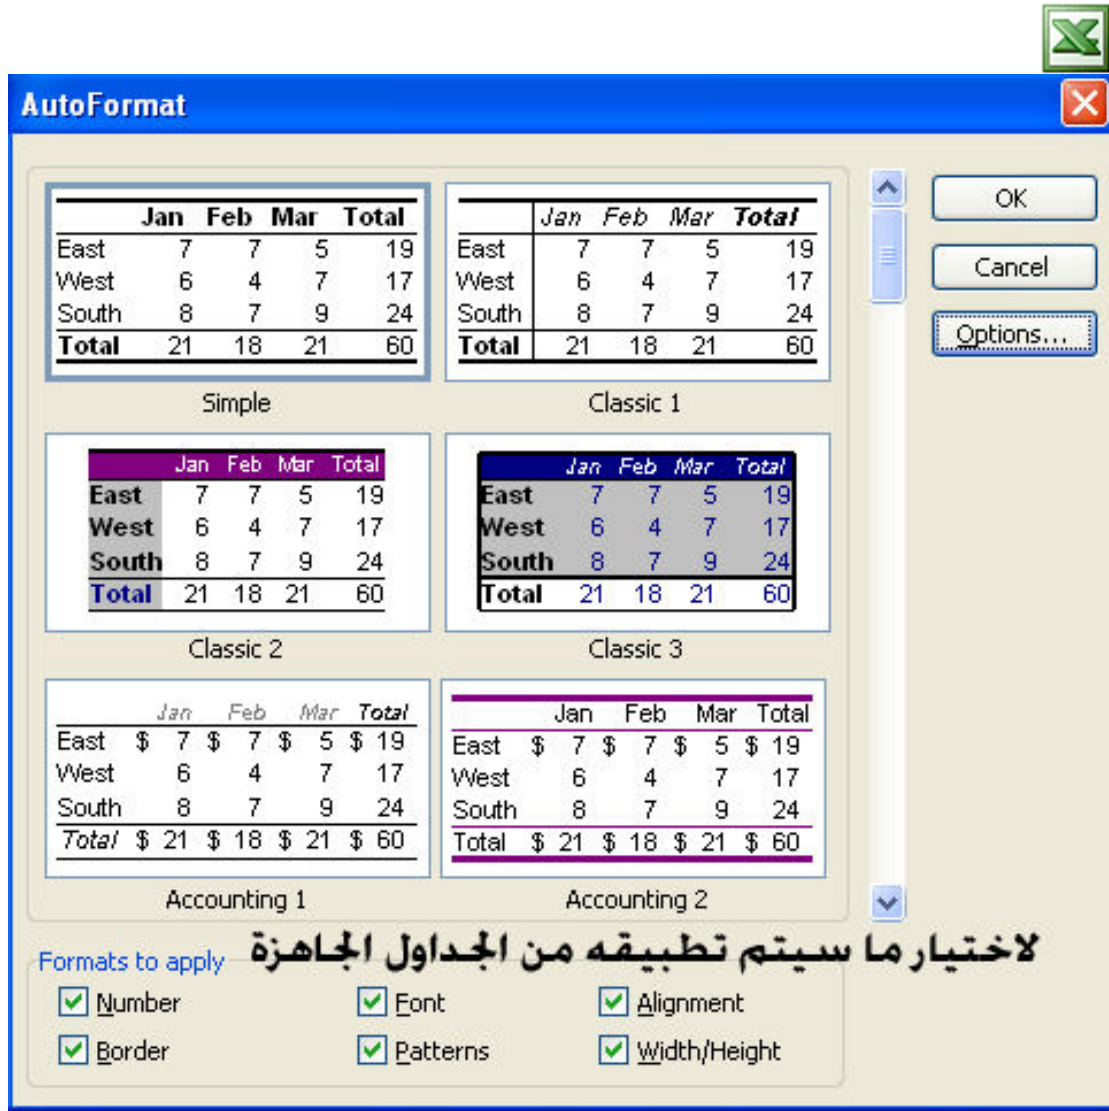 AutoFormat
Jan Feb Mar Total
East 7 7 5 19
West 6 4 7 17
South 8 7 9 24
Total 21 18 21 60
Simple
Jan Feb Mar Total
East 7 7 5 19
West 6 4 7 17
South 8 7 9 24
Total 21 18 21 60
Classic 1
OK
Cancel
Options...
Jan Feb Mar Total
East 7 7 5 19
West 6 4 7 17
South 8 7 9 24
Total 21 18 21 60
Classic 2
Jan Feb Mar Total
East 7 7 5 19
West 6 4 7 17
South 8 7 9 24
Total 21 18 21 60
Classic 3
Jan Feb Mar Total
East $ 7 $ 7 $ 5 $ 19
West 6 4 7 17
South 8 7 9 24
Total $ 21 $ 18 $ 21 $ 60
Accounting 1
Jan Feb Mar Total
East $ 7 $ 7 $ 5 $ 19
West 6 4 7 17
South 8 7 9 24
Total $ 21 $ 18 $ 21 $ 60
Accounting 2
لاختيار ما سيتم تطبيقه من الجداول الجاهزة
Formats to apply
Number Font Alignment
Border Patterns Width/Height